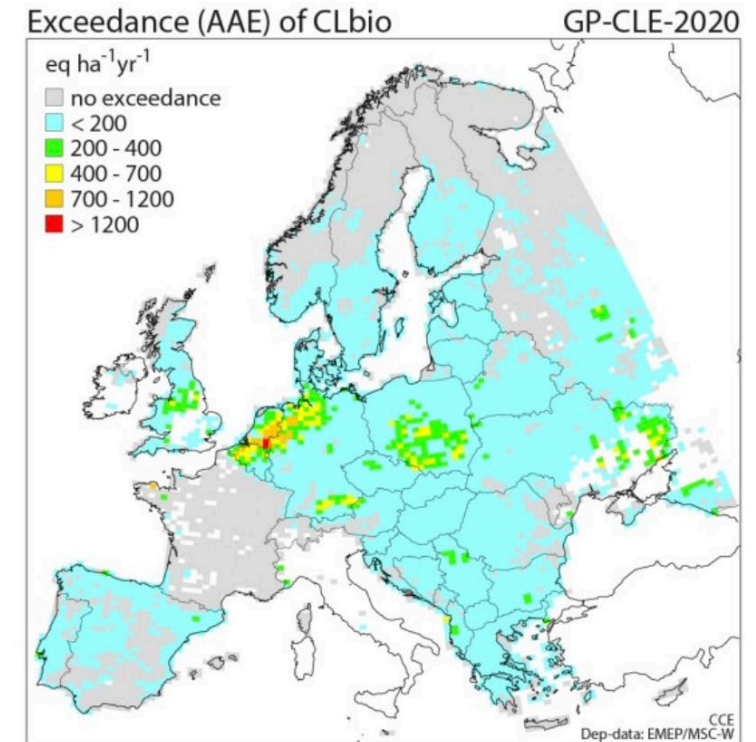 Exceedance (AAE) of CLbio GP-CLE-2020
eq ha⁻¹yr⁻¹
no exceedance
< 200
200 - 400
400 - 700
700 - 1200
> 1200
CCE
Dep-data: EMEP/MSC-W